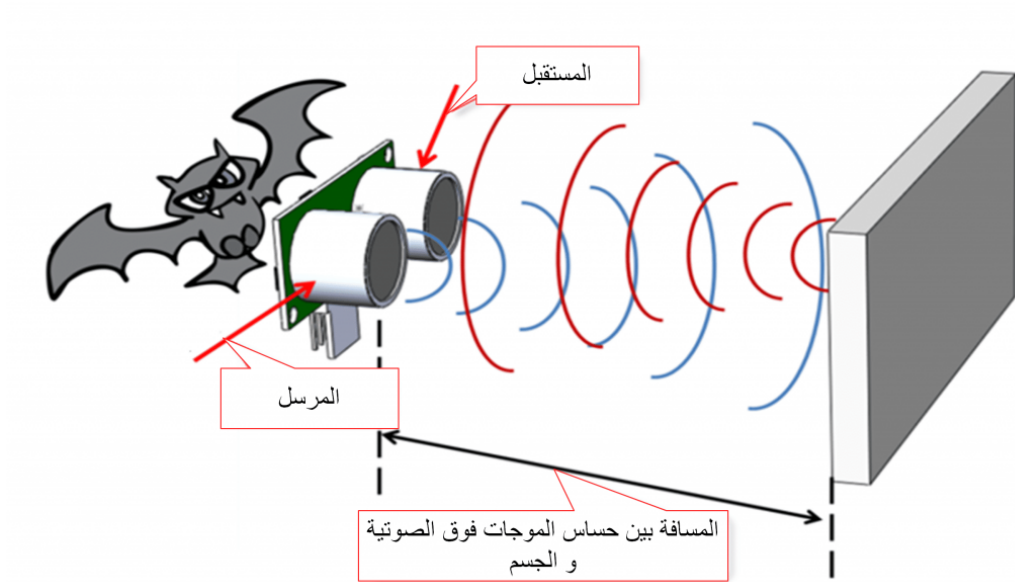 المستقبل
المرسل
المسافة بين حساس الموجات فوق الصوتية
و الجسم